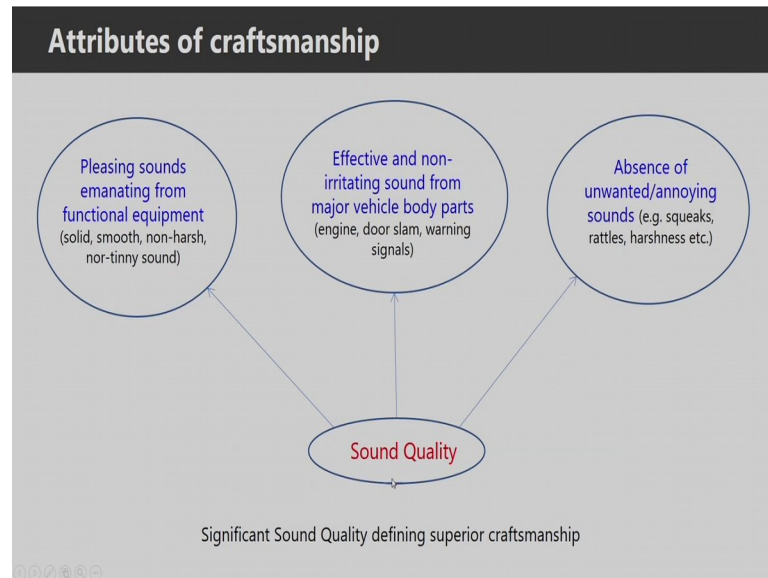 Attributes of craftsmanship
Pleasing sounds
emanating from
functional equipment
(solid, smooth, non-harsh,
nor-tinny sound)
Effective and non-
irritating sound from
major vehicle body parts
(engine, door slam, warning
signals)
Absence of
unwanted/annoying
sounds (e.g. squeaks,
rattles, harshness etc.)
Sound Quality
Significant Sound Quality defining superior craftsmanship